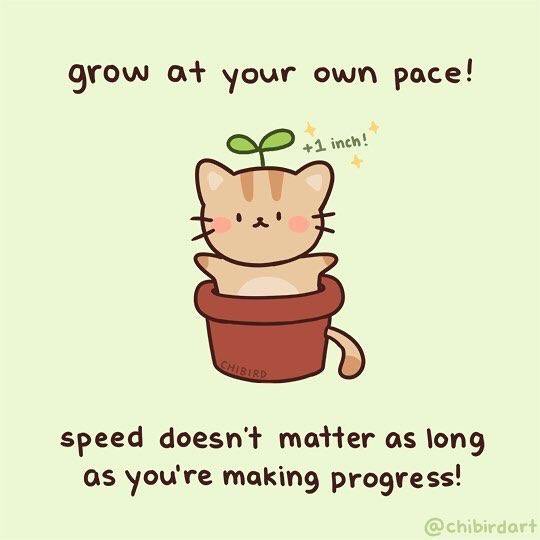 grow at your own pace!
+1 inch!
CHIBIRD
speed doesn't matter as long
as you're making progress!
@chibirdart